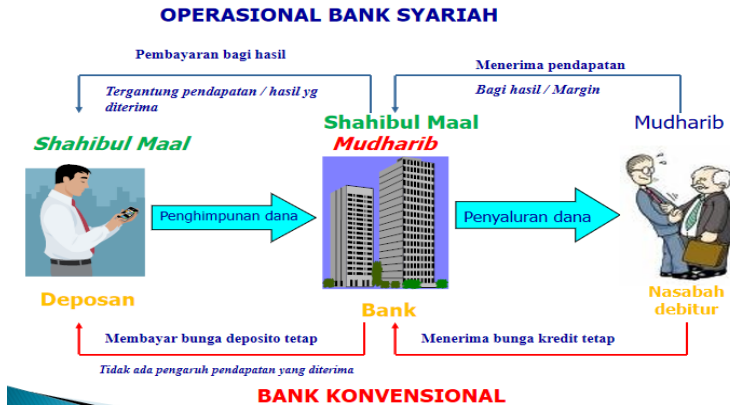 OPERASIONAL BANK SYARIAH
Pembayaran bagi hasil
Menerima pendapatan
Tergantung pendapatan / hasil yg
diterima
Bagi hasil / Margin
Shahibul Maal
Shahibul Maal
Mudharib
Mudharib
Penghimpunan dana
Penyaluran dana
Deposan
Bank
Nasabah
debitur
Membayar bunga deposito tetap
Menerima bunga kredit tetap
Tidak ada pengaruh pendapatan yang diterima
BANK KONVENSIONAL